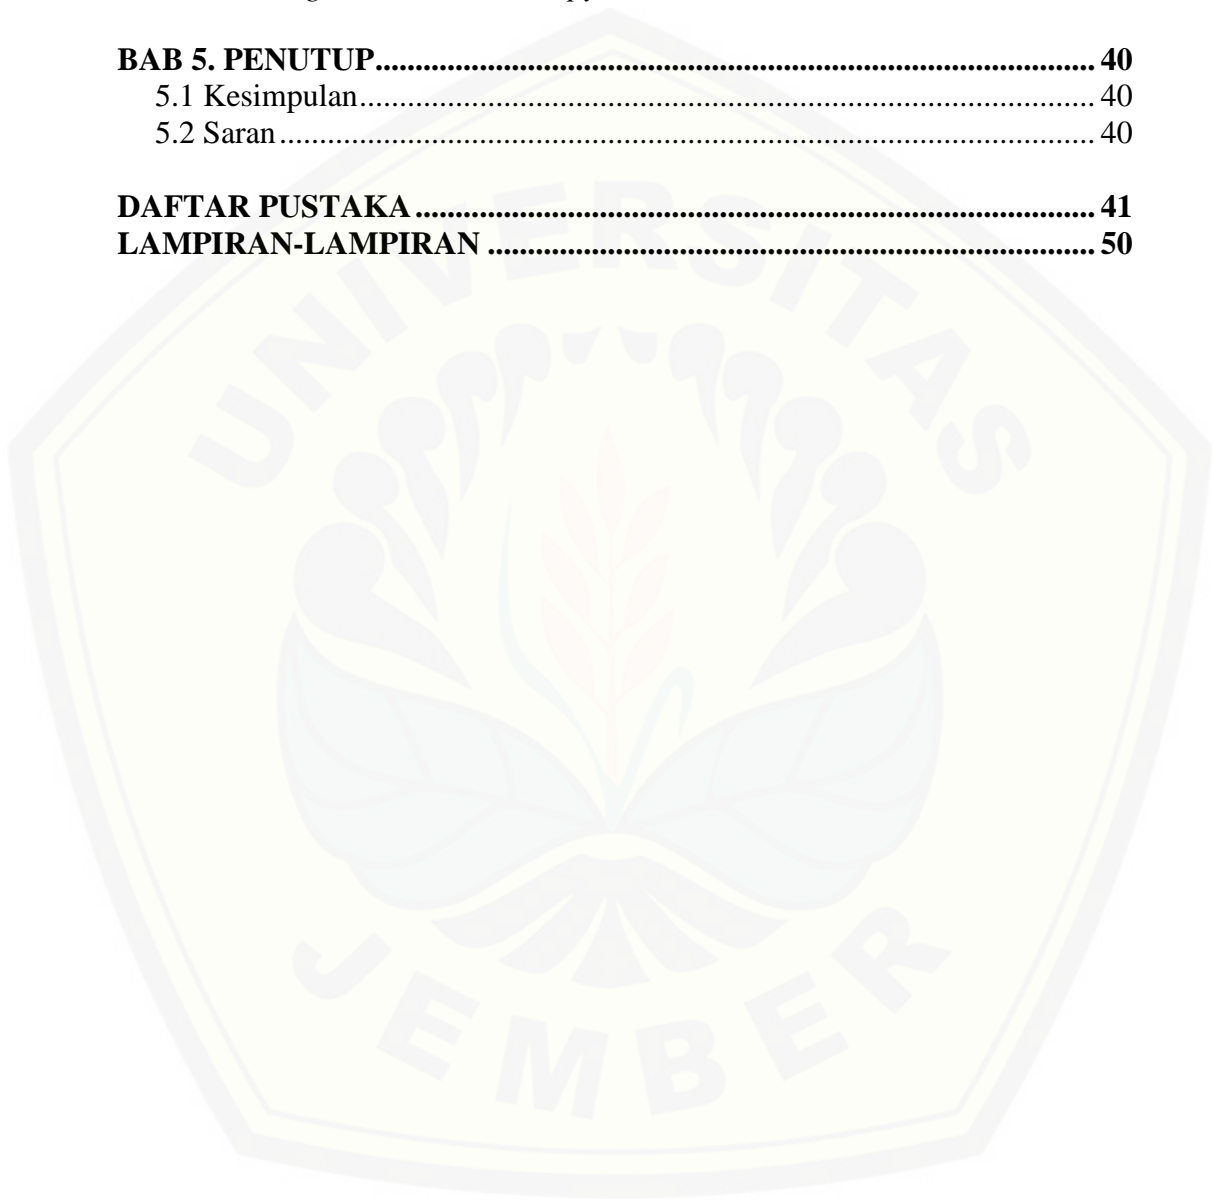 BAB 5. PENUTUP.......................................................................................... 40
5.1 Kesimpulan............................................................................................ 40
5.2 Saran...................................................................................................... 40
DAFTAR PUSTAKA..................................................................................... 41
LAMPIRAN-LAMPIRAN............................................................................ 50
UNIVERSITAS
JEMBER